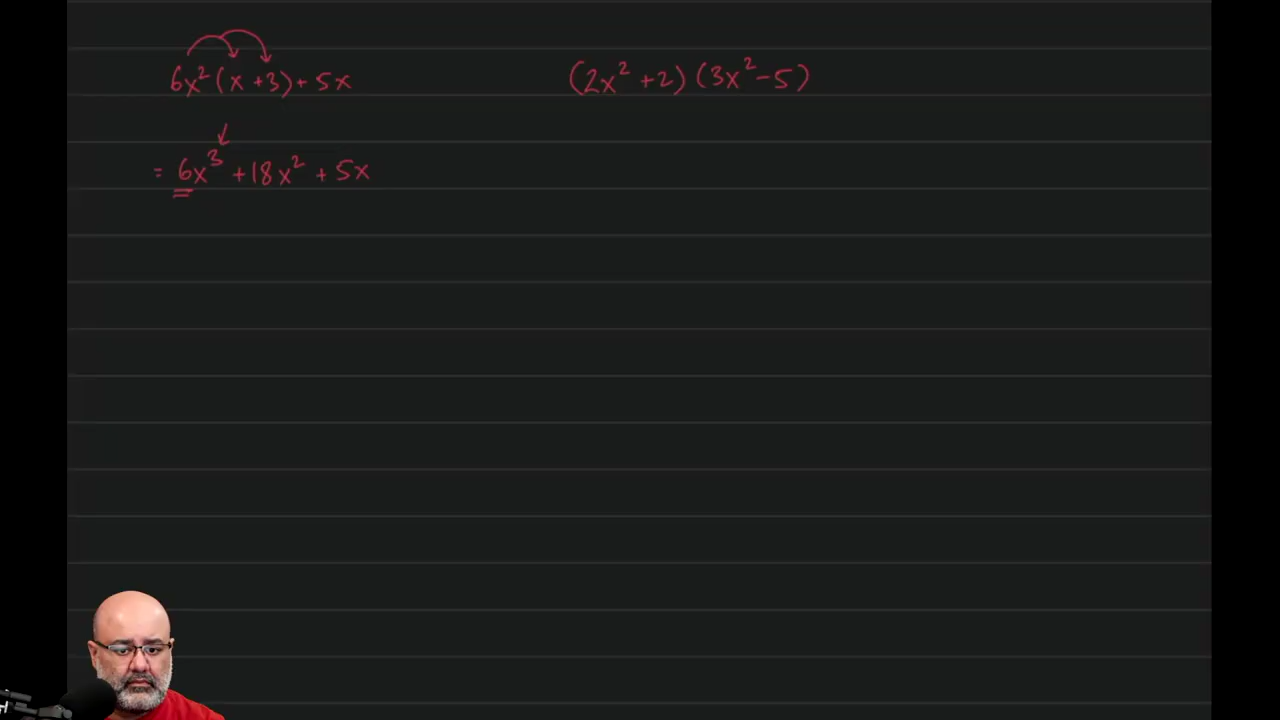 6x²(x+3)+5x
(2x²+2)(3x²-5)
= 6x³+18x²+5x